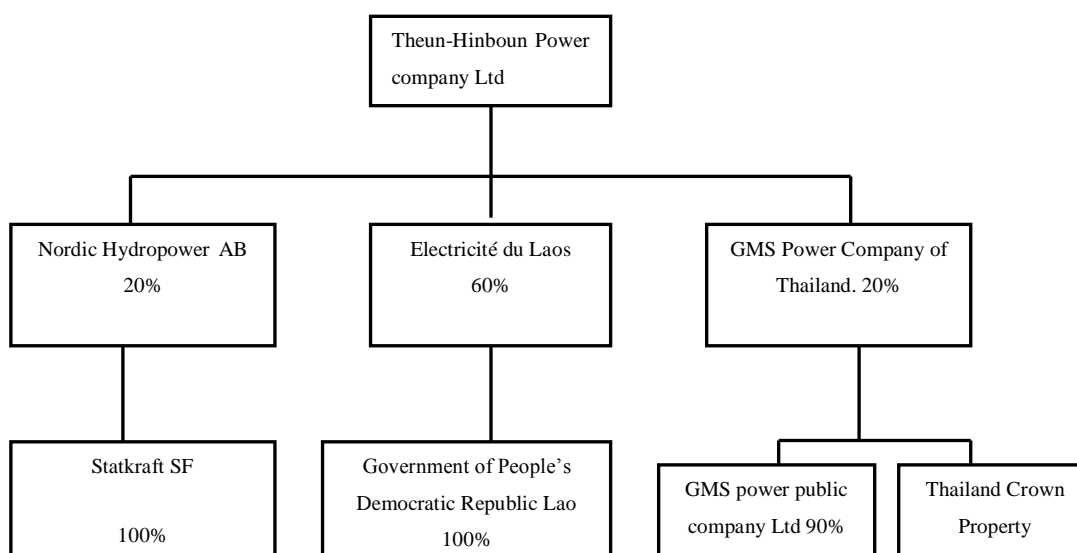 Theun-Hinboun Power
company Ltd
Nordic Hydropower AB
20%
Electricité du Laos
60%
GMS Power Company of
Thailand. 20%
Statkraft SF
100%
Government of People’s
Democratic Republic Lao
100%
GMS power public
company Ltd 90%
Thailand Crown
Property